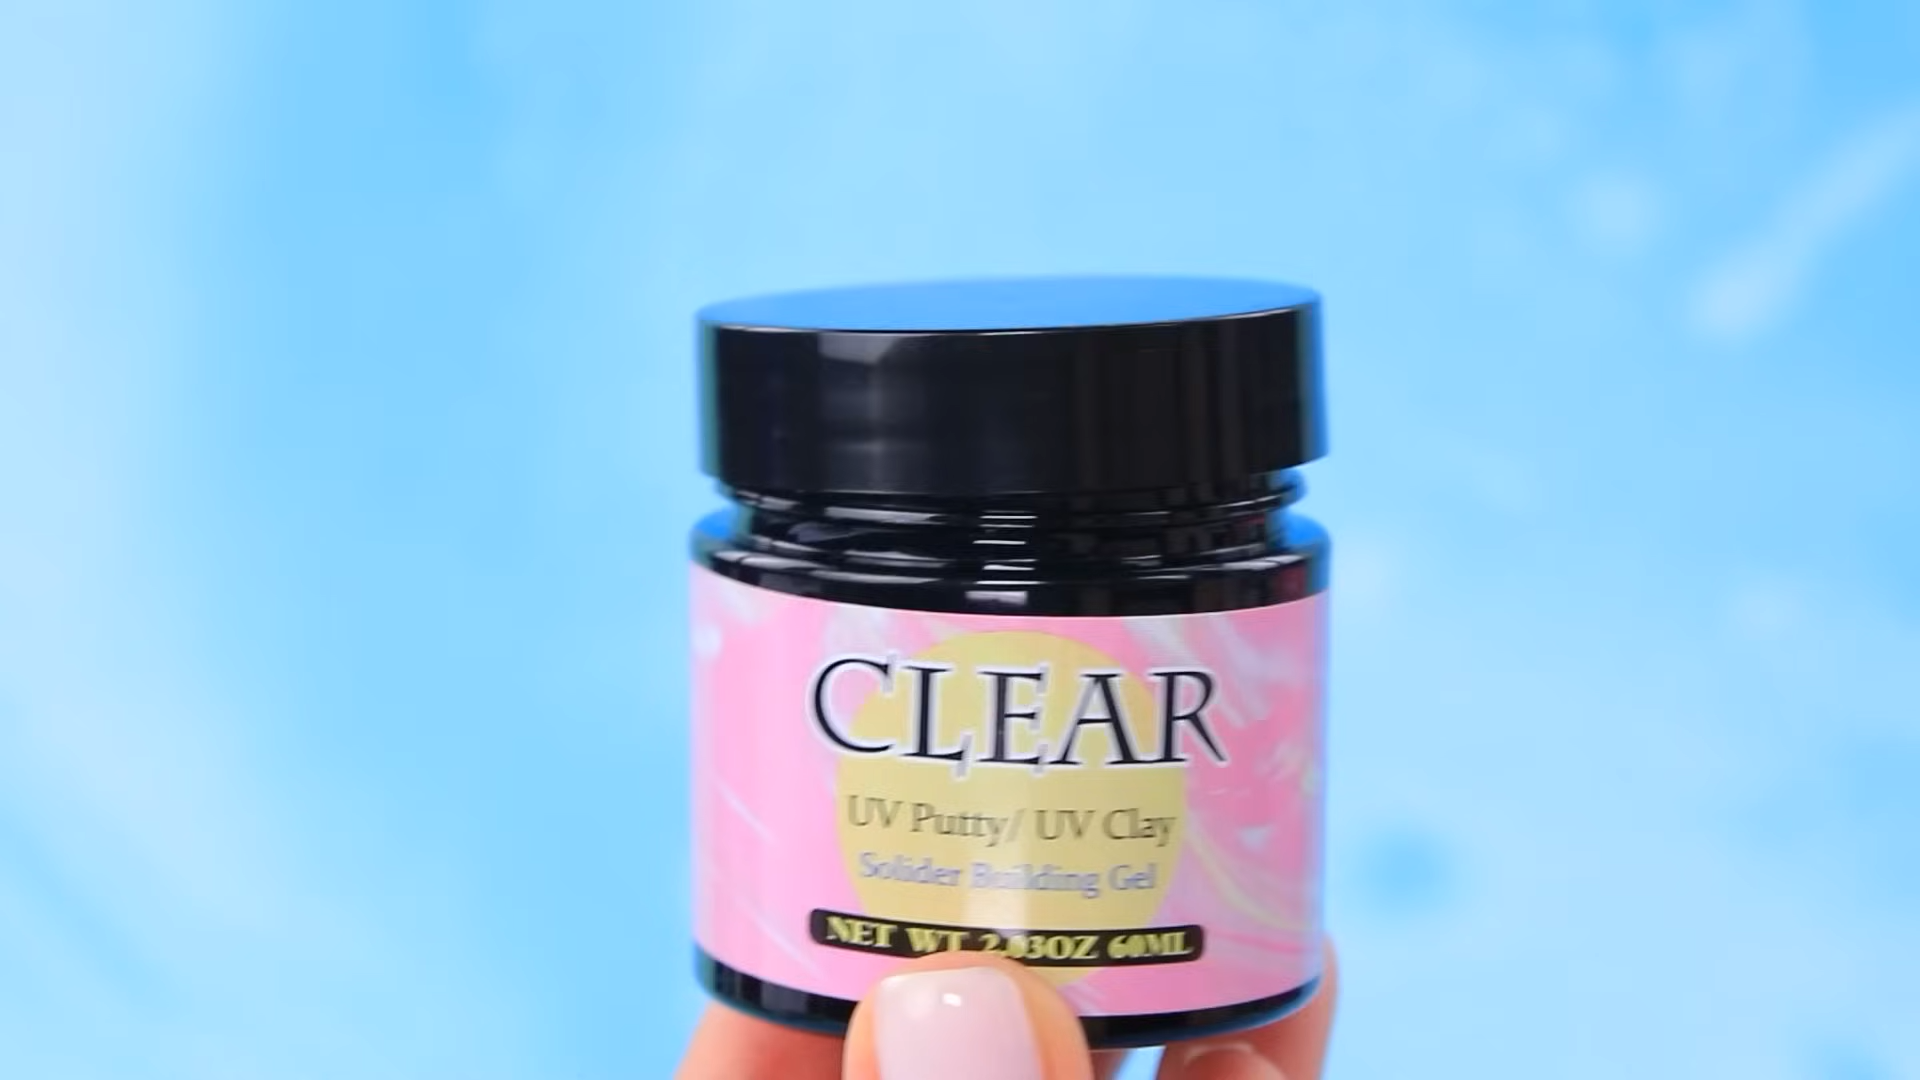 CLEAR
UV Putty/ UV Clay
Solider Building Gel
NET WT 2.03OZ 60ML